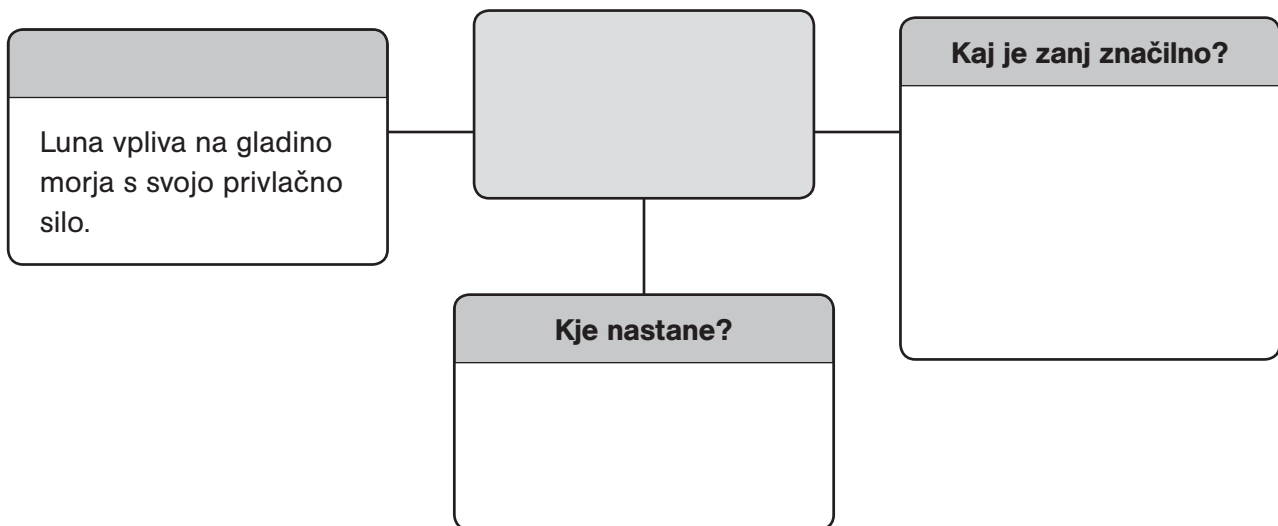 Luna vpliva na gladino
morja s svojo privlačno
silo.
Kaj je zanj značilno?
Kje nastane?